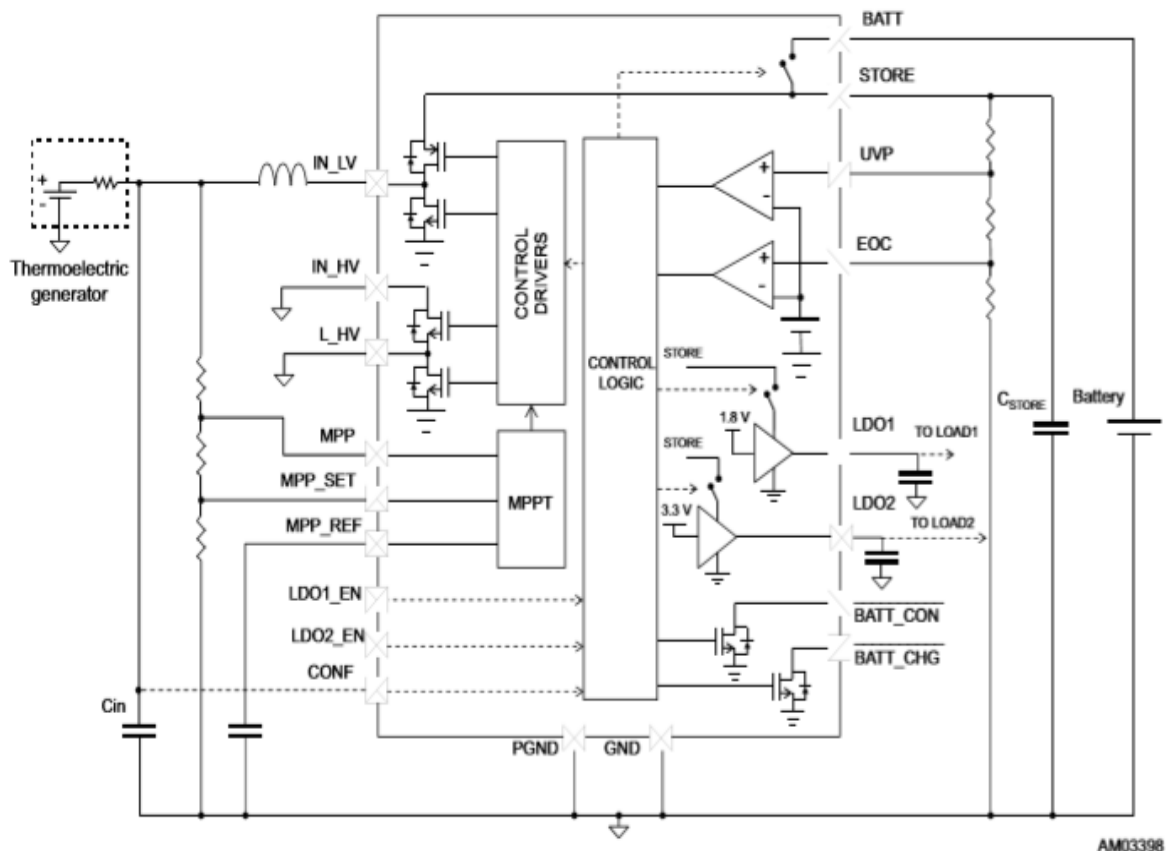 BATT
STORE
UVP
EOC
IN_LV
+
-
Thermoelectric
generator
IN_HV
L_HV
MPP
MPP_SET
MPP_REF
LDO1_EN
LDO2_EN
CONF
Cin
CONTROL
DRIVERS
MPPT
CONTROL
LOGIC
+
-
+
-
STORE
1.8 V
STORE
3.3 V
LDO1
TO LOAD1
LDO2
TO LOAD2
CSTORE
Battery
BATT_CON
BATT_CHG
PGND
GND
AM03398